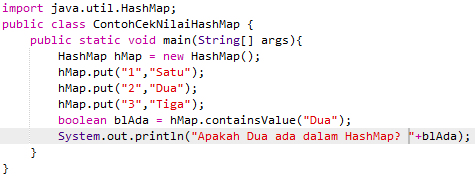 import java.util.HashMap;
public class ContohCekNilaiHashMap {
    public static void main(String[] args){
        HashMap hMap = new HashMap();
        hMap.put("1","Satu");
        hMap.put("2","Dua");
        hMap.put("3","Tiga");
        boolean blAda = hMap.containsValue("Dua");
        System.out.println("Apakah Dua ada dalam HashMap? "+blAda);
    }
}